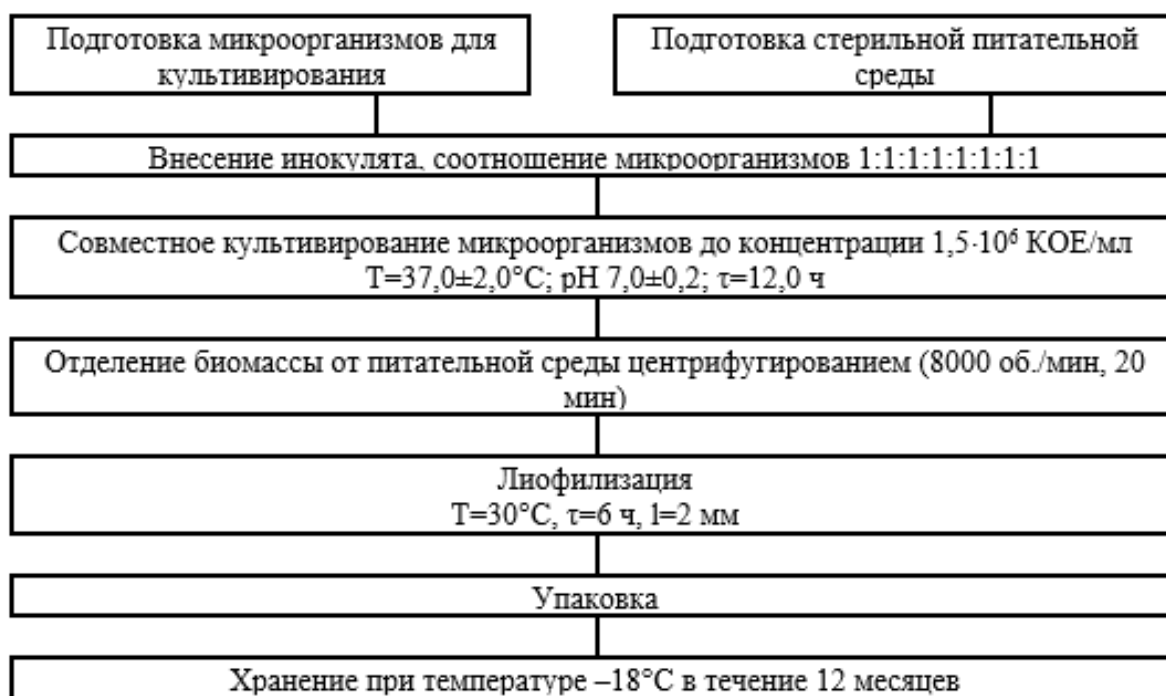 Подготовка микроорганизмов для
культивирования
Подготовка стерильной питательной
среды
Внесение инокулята, соотношение микроорганизмов 1:1:1:1:1:1:1:1
Совместное культивирование микроорганизмов до концентрации 1,5·10⁶ КОЕ/мл
T=37,0±2,0°C; pH 7,0±0,2; τ=12,0 ч
Отделение биомассы от питательной среды центрифугированием (8000 об./мин, 20
мин)
Лиофилизация
T=30°C, τ=6 ч, l=2 мм
Упаковка
Хранение при температуре –18°C в течение 12 месяцев